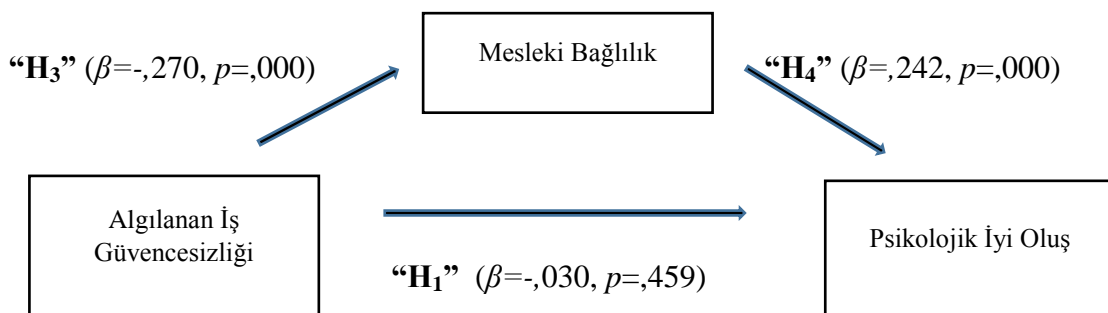 Mesleki Bağlılık
“H3” (β=-,270, p=,000)
“H4” (β=,242, p=,000)
Algılanan İş
Güvencesizliği
Psikolojik İyi Oluş
“H1” (β=-,030, p=,459)